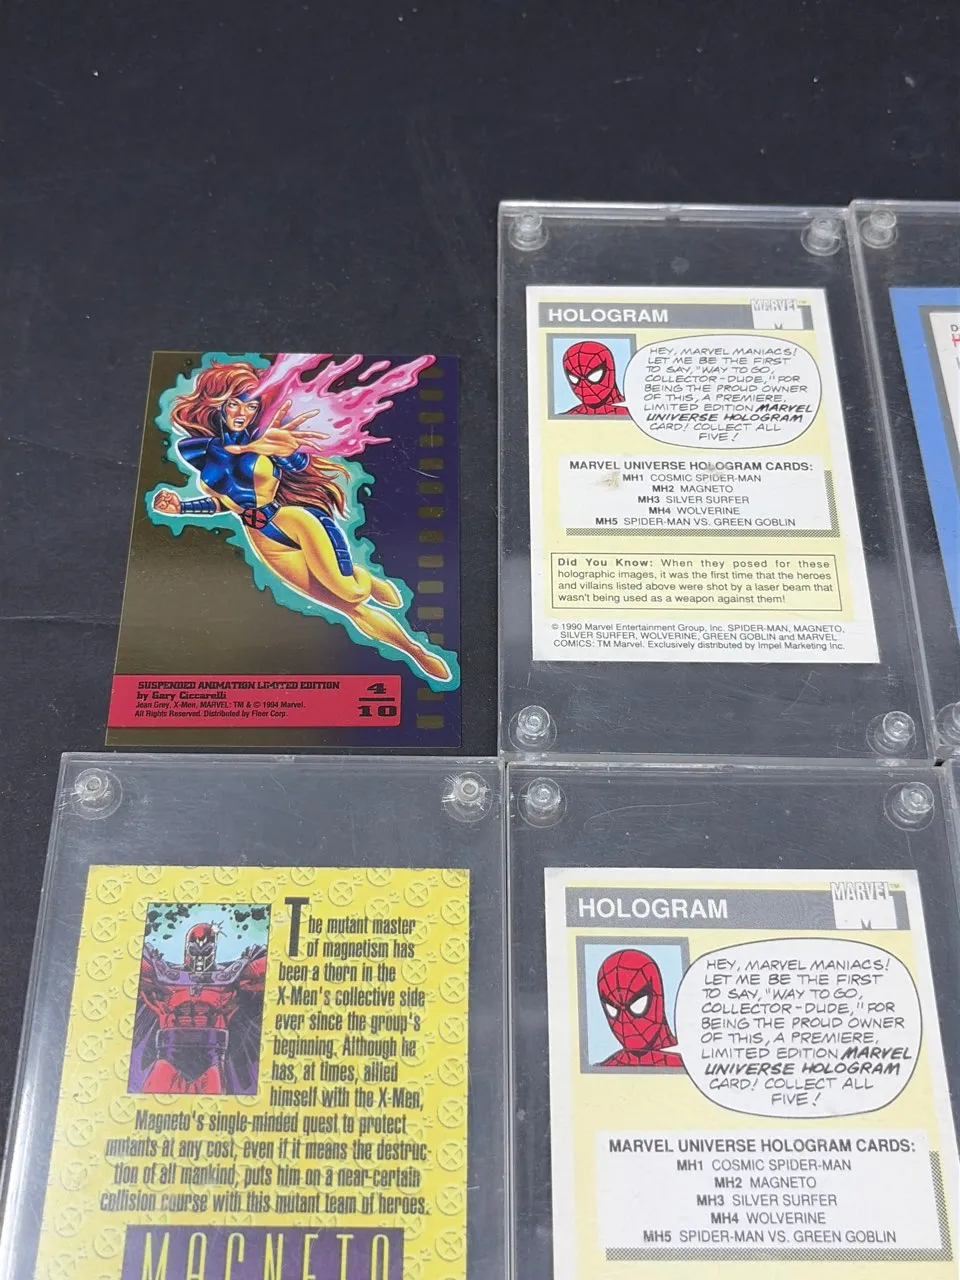 SUSPENDED ANIMATION LIMITED EDITION
by Gary Ciccarelli
Jean Grey, X-Men, MARVEL: TM & © 1994 Marvel.
All Rights Reserved. Distributed by Fleer Corp.
4
10
HOLOGRAM
MARVEL™
HEY, MARVEL MANIACS!
LET ME BE THE FIRST
TO SAY, "WAY TO GO,
COLLECTOR-DUDE," FOR
BEING THE PROUD OWNER
OF THIS, A PREMIERE,
LIMITED EDITION MARVEL
UNIVERSE HOLOGRAM
CARD! COLLECT ALL
FIVE!
MARVEL UNIVERSE HOLOGRAM CARDS:
MH1 COSMIC SPIDER-MAN
MH2 MAGNETO
MH3 SILVER SURFER
MH4 WOLVERINE
MH5 SPIDER-MAN VS. GREEN GOBLIN
Did You Know: When they posed for these
holographic images, it was the first time that the heroes
and villains listed above were shot by a laser beam that
wasn't being used as a weapon against them!
© 1990 Marvel Entertainment Group, Inc. SPIDER-MAN, MAGNETO,
SILVER SURFER, WOLVERINE, GREEN GOBLIN and MARVEL
COMICS: TM Marvel. Exclusively distributed by Impel Marketing Inc.
The mutant master
of magnetism has
been a thorn in the
X-Men's collective side
ever since the group's
beginning. Although he
has, at times, allied
himself with the X-Men,
Magneto's single-minded quest to protect
mutants at any cost, even if it means the destruc-
tion of all mankind, puts him on a near-certain
collision course with this mutant team of heroes.
MAGNETO
HOLOGRAM
MARVEL™
HEY, MARVEL MANIACS!
LET ME BE THE FIRST
TO SAY, "WAY TO GO,
COLLECTOR-DUDE," FOR
BEING THE PROUD OWNER
OF THIS, A PREMIERE,
LIMITED EDITION MARVEL
UNIVERSE HOLOGRAM
CARD! COLLECT ALL
FIVE!
MARVEL UNIVERSE HOLOGRAM CARDS:
MH1 COSMIC SPIDER-MAN
MH2 MAGNETO
MH3 SILVER SURFER
MH4 WOLVERINE
MH5 SPIDER-MAN VS. GREEN GOBLIN